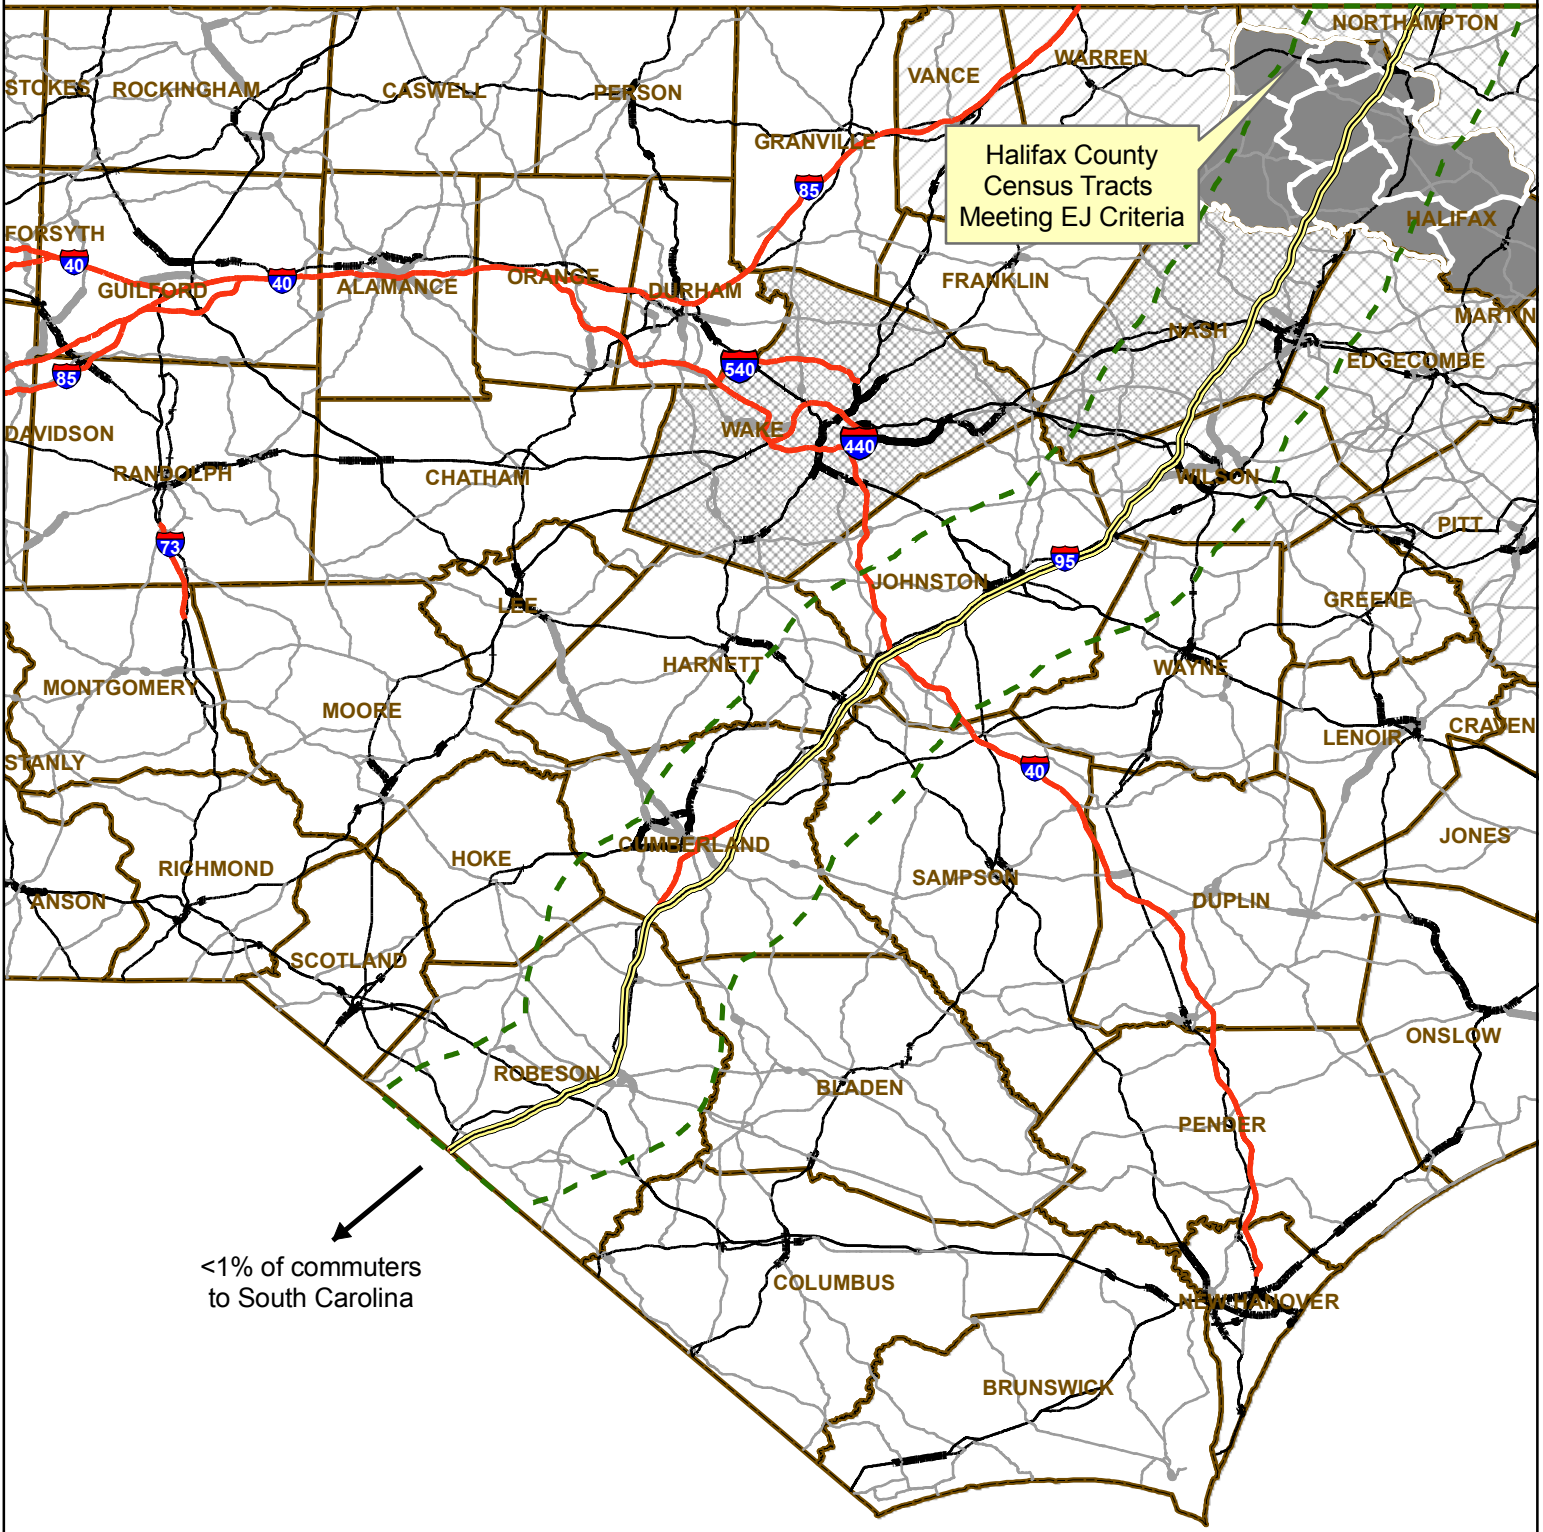 NORTHAMPTON
STOKES
ROCKINGHAM
CASWELL
PERSON
VANCE
WARREN
GRANVILLE
85
Halifax County
Census Tracts
Meeting EJ Criteria
HALIFAX
FORSYTH
40
GUILFORD
40
ALAMANCE
ORANGE
DURHAM
FRANKLIN
MARTIN
NASH
EDGECOMBE
85
540
DAVIDSON
WAKE
440
RANDOLPH
CHATHAM
WILSON
PITT
73
95
JOHNSTON
LEE
GREENE
HARNETT
WAYNE
MONTGOMERY
MOORE
CRAVEN
LENOIR
STANLY
40
CUMBERLAND
JONES
HOKE
RICHMOND
SAMPSON
ANSON
DUPLIN
SCOTLAND
ONSLOW
ROBESON
BLADEN
PENDER
<1% of commuters
to South Carolina
COLUMBUS
NEW HANOVER
BRUNSWICK